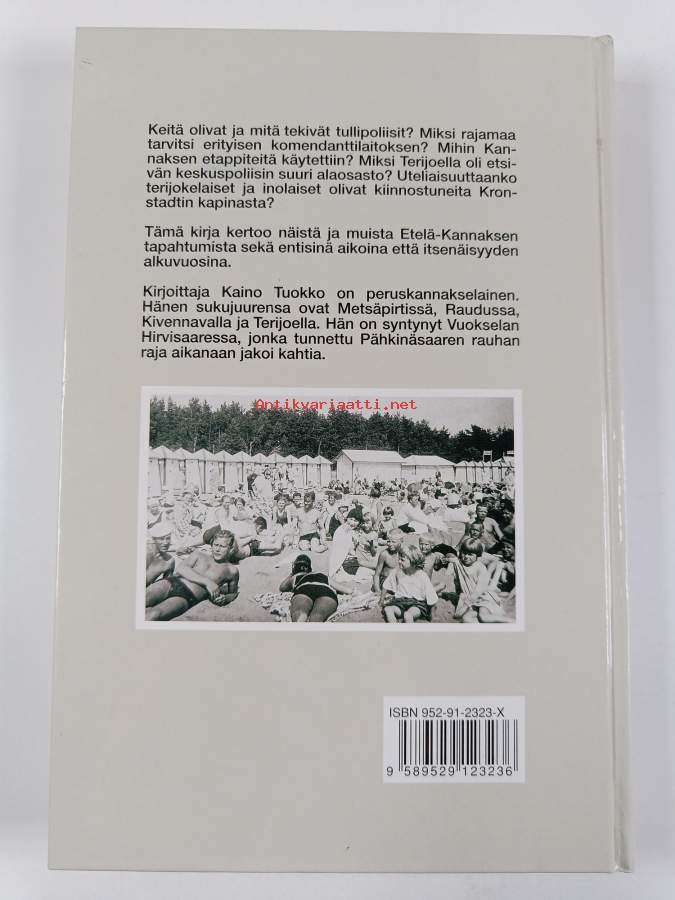 Keitä olivat ja mitä tekivät tullipoliisit? Miksi rajamaa
tarvitsi erityisen komendanttilaitoksen? Mihin Kan-
naksen etappiteitä käytettiin? Miksi Terijoella oli etsi-
vän keskuspoliisin suuri alaosasto? Uteliaisuuttaanko
terijokelaiset ja inolaiset olivat kiinnostuneita Kron-
stadtin kapinasta?
Tämä kirja kertoo näistä ja muista Etelä-Kannaksen
tapahtumista sekä entisinä aikoina että itsenäisyyden
alkuvuosina.
Kirjoittaja Kaino Tuokko on peruskannakselainen.
Hänen sukujuurensa ovat Metsäpirtissä, Raudussa,
Kivennavalla ja Terijoella. Hän on syntynyt Vuokselan
Hirvisaaressa, jonka tunnettu Pähkinäsaaren rauhan
raja aikanaan jakoi kahtia.
Antikvariaatti.net
ISBN 952-91-2323-X
9 589529 123236